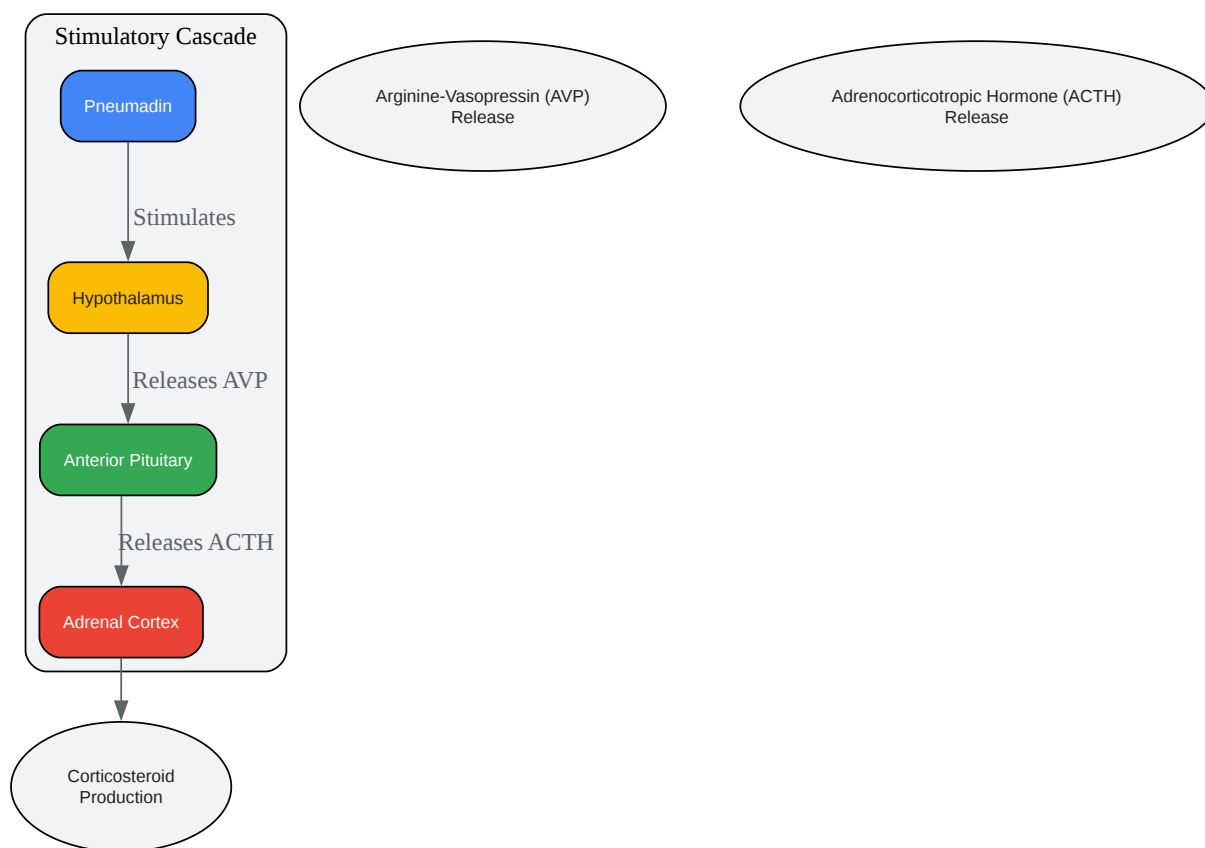 Stimulatory Cascade
Pneumadin
Arginine-Vasopressin (AVP)
Release
Adrenocorticotropic Hormone (ACTH)
Release
Stimulates
Hypothalamus
Releases AVP
Anterior Pituitary
Releases ACTH
Adrenal Cortex
Corticosteroid
Production